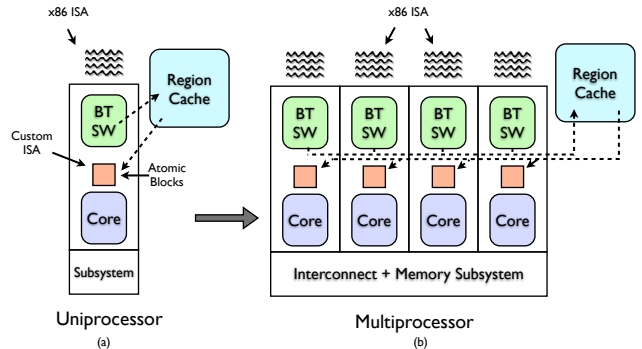 x86 ISA
x86 ISA
Region
Cache
Region
Cache
BT
SW
BT
SW
BT
SW
BT
SW
BT
SW
Custom
ISA
Atomic
Blocks
Core
Core
Core
Core
Core
Subsystem
Interconnect + Memory Subsystem
Uniprocessor
Multiprocessor
(a)
(b)